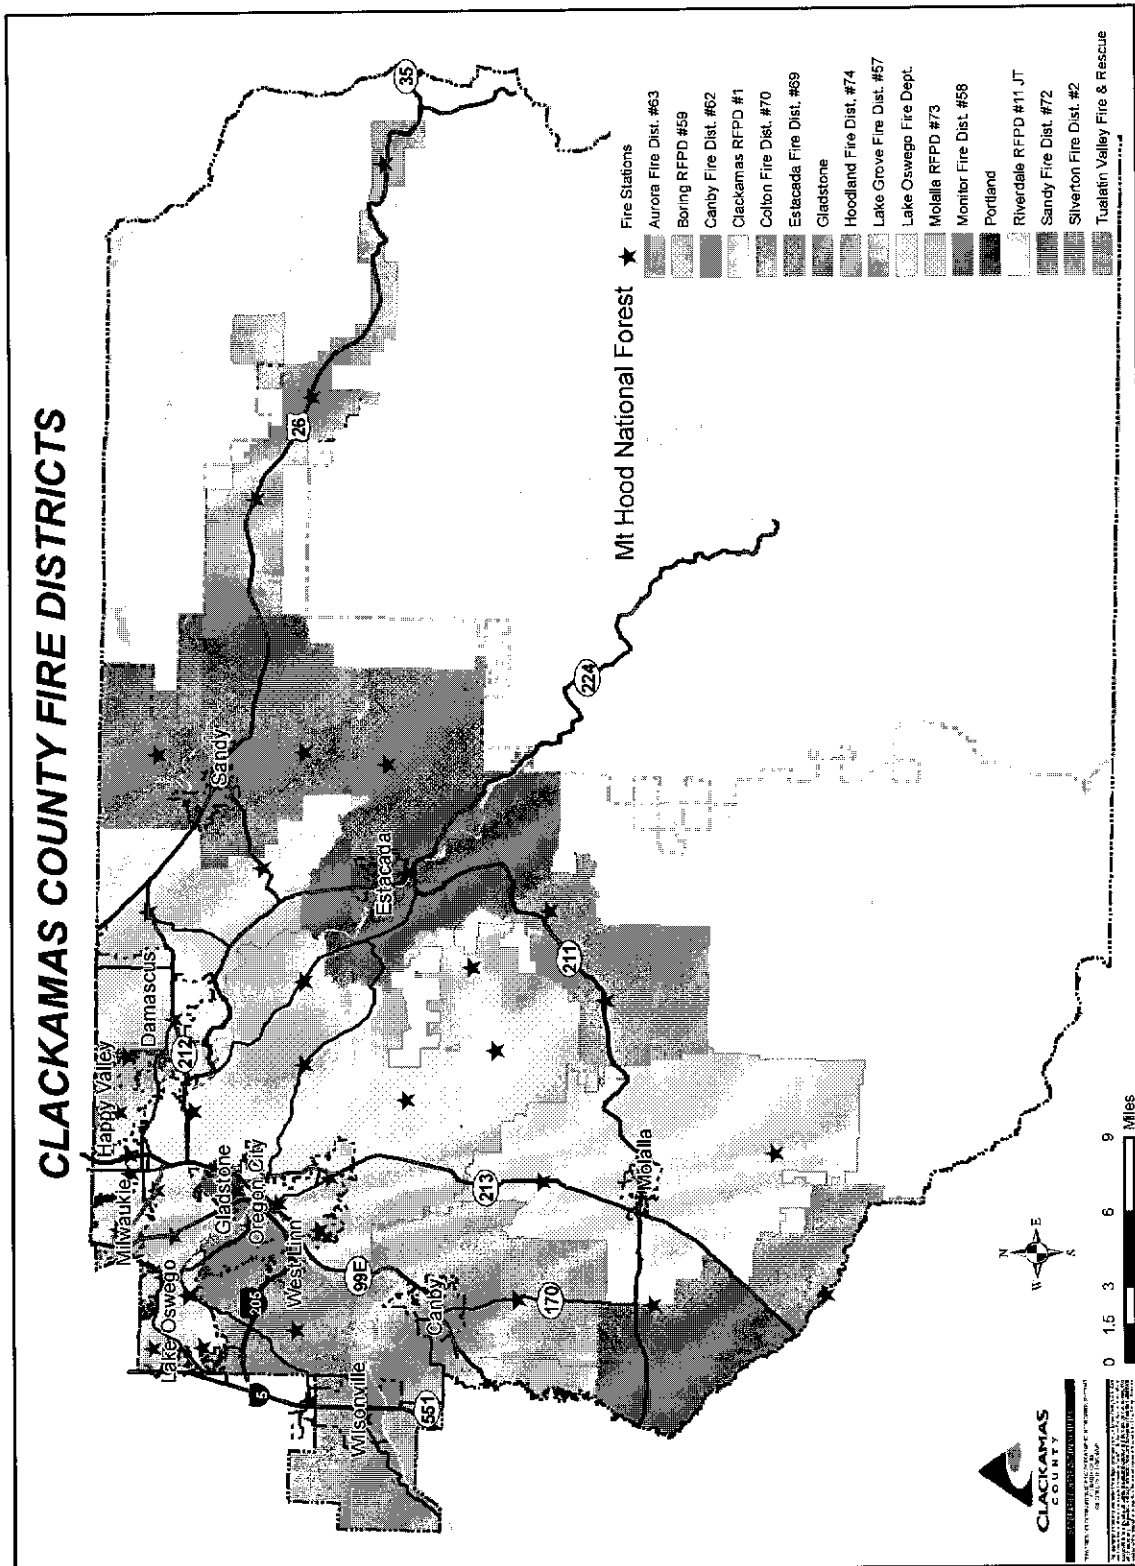 CLACKAMAS COUNTY FIRE DISTRICTS
35
26
Sandy
Happy Valley
Damascus
Milwaukie
212
Gladstone
Oregon City
Lake Oswego
West Linn
205
5
99E
Canby
Wilsonville
551
170
213
Molalla
211
Estacada
224
Mt Hood National Forest
Fire Stations
Aurora Fire Dist. #63
Boring RFPD #59
Canby Fire Dist. #62
Clackamas RFPD #1
Colton Fire Dist. #70
Estacada Fire Dist. #69
Gladstone
Hoodland Fire Dist. #74
Lake Grove Fire Dist. #57
Lake Oswego Fire Dept.
Molalla RFPD #73
Monitor Fire Dist. #58
Portland
Riverdale RFPD #11 JT
Sandy Fire Dist. #72
Silverton Fire Dist. #2
Tualatin Valley Fire & Rescue
N
W E
S
0 1.5 3 6 9
Miles
CLACKAMAS
COUNTY